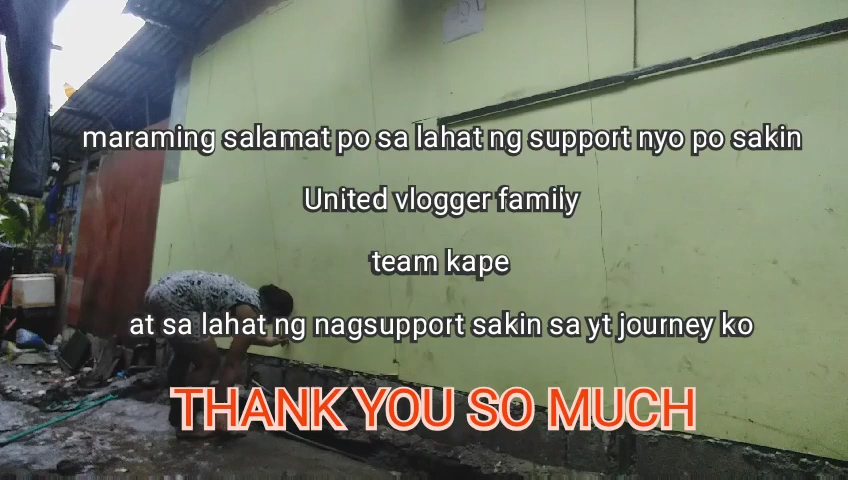 maraming salamat po sa lahat ng support nyo po sakin
United vlogger family
team kape
at sa lahat ng nagsupport sakin sa yt journey ko
THANK YOU SO MUCH